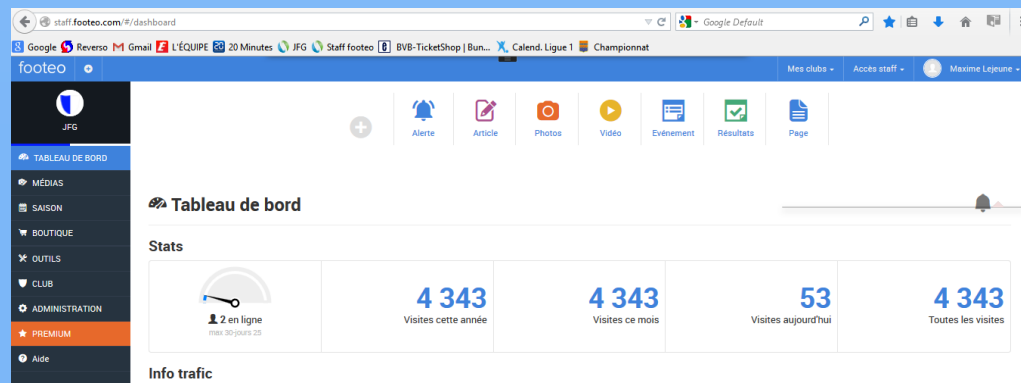 staff.footeo.com/#/dashboard
Google Default
Google Reverso Gmail L'ÉQUIPE 20 Minutes JFG Staff footeo BVB-TicketShop | Bun... Calend. Ligue 1 Championnat
footeo
Mes clubs
Accès staff
Maxime Lejeune
JFG
Alerte
Article
Photos
Vidéo
Evénement
Résultats
Page
TABLEAU DE BORD
MÉDIAS
SAISON
BOUTIQUE
OUTILS
CLUB
ADMINISTRATION
PREMIUM
Aide
Tableau de bord
Stats
2 en ligne
max 30-jours 25
4 343
Visites cette année
4 343
Visites ce mois
53
Visites aujourd'hui
4 343
Toutes les visites
Info trafic